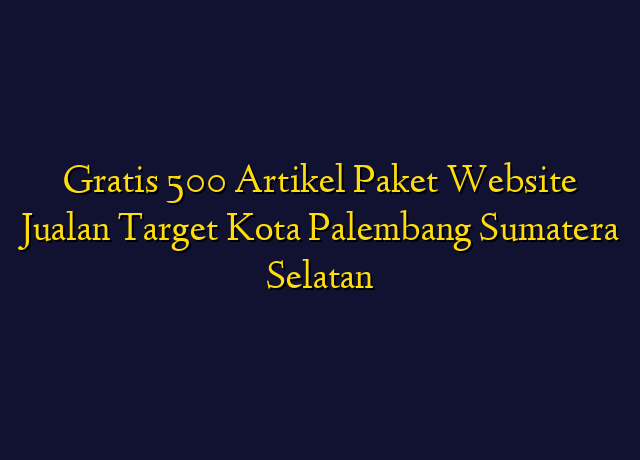 Gratis 500 Artikel Paket Website
Jualan Target Kota Palembang Sumatera
Selatan